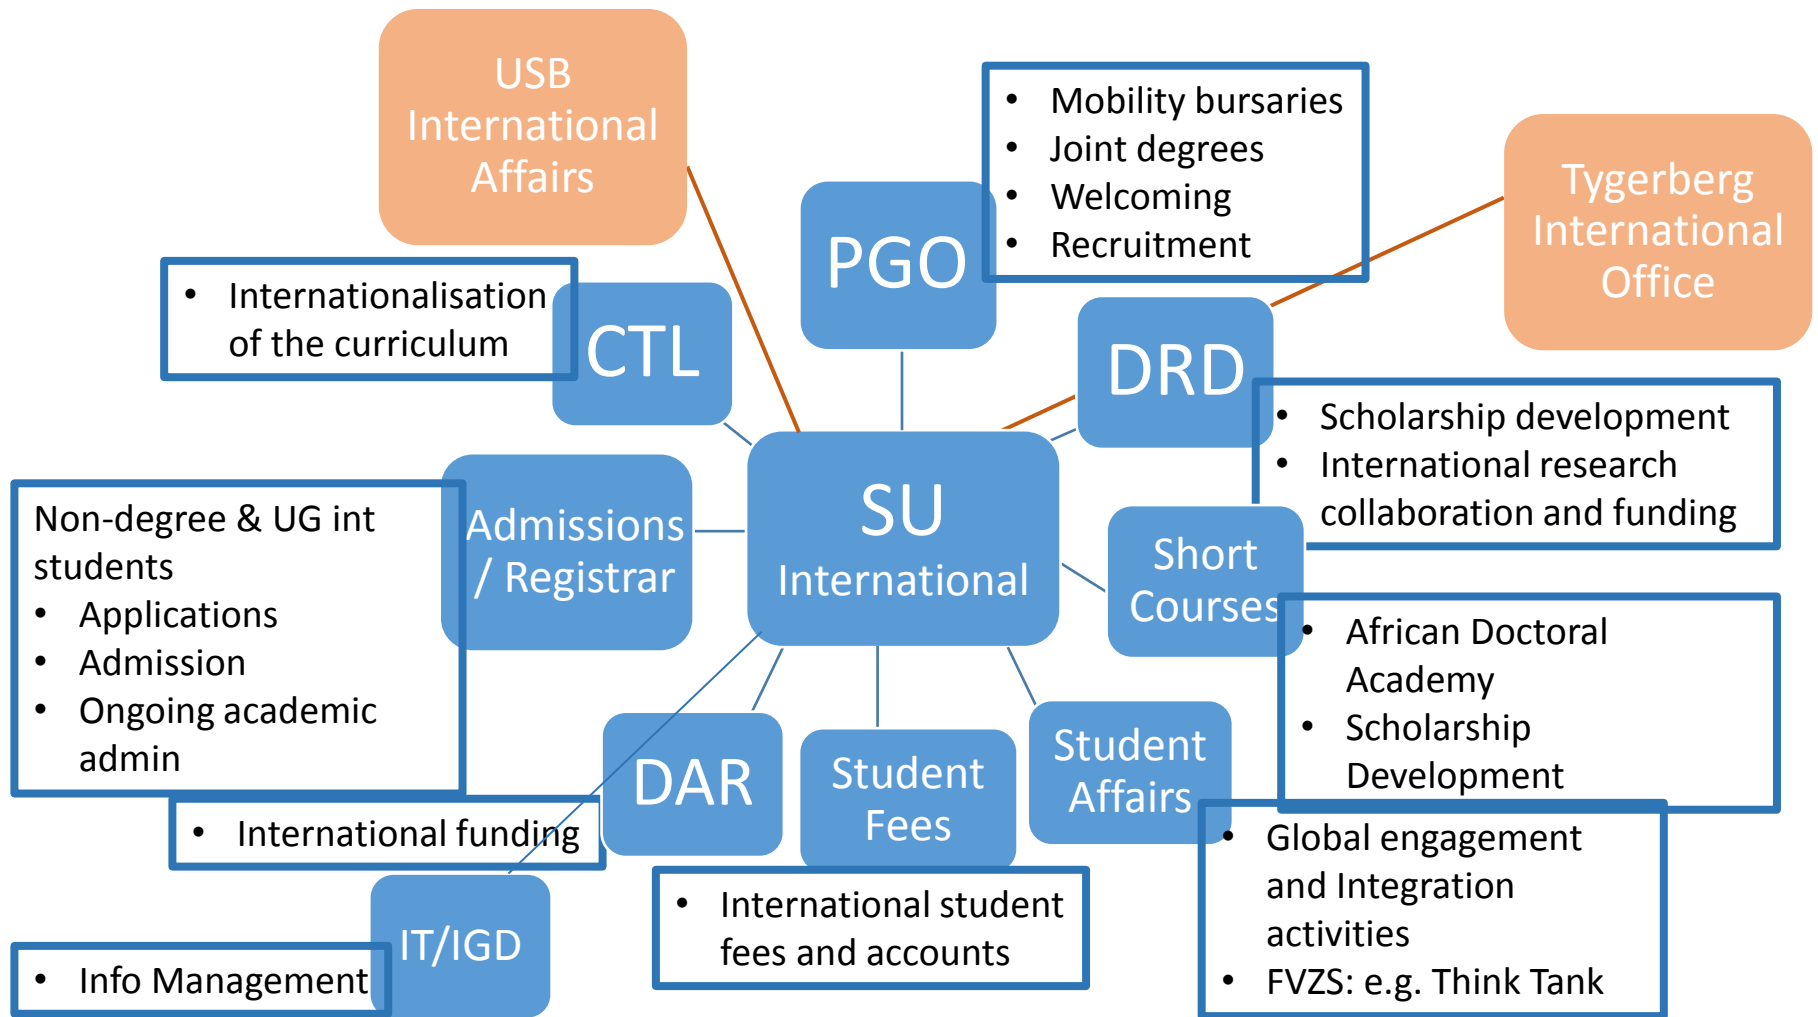 USB
International
Affairs
• Mobility bursaries
• Joint degrees
• Welcoming
• Recruitment
PGO
Tygerberg
International
Office
• Internationalisation
of the curriculum
CTL
DRD
• Scholarship development
• International research
collaboration and funding
SU
International
Non-degree & UG int
students
• Applications
• Admission
• Ongoing academic
admin
Admissions
/ Registrar
Short
Courses
• African Doctoral
Academy
• Scholarship
Development
• International funding
DAR
Student
Fees
Student
Affairs
• Global engagement
and Integration
activities
• FVZS: e.g. Think Tank
• International student
fees and accounts
IT/IGD
• Info Management